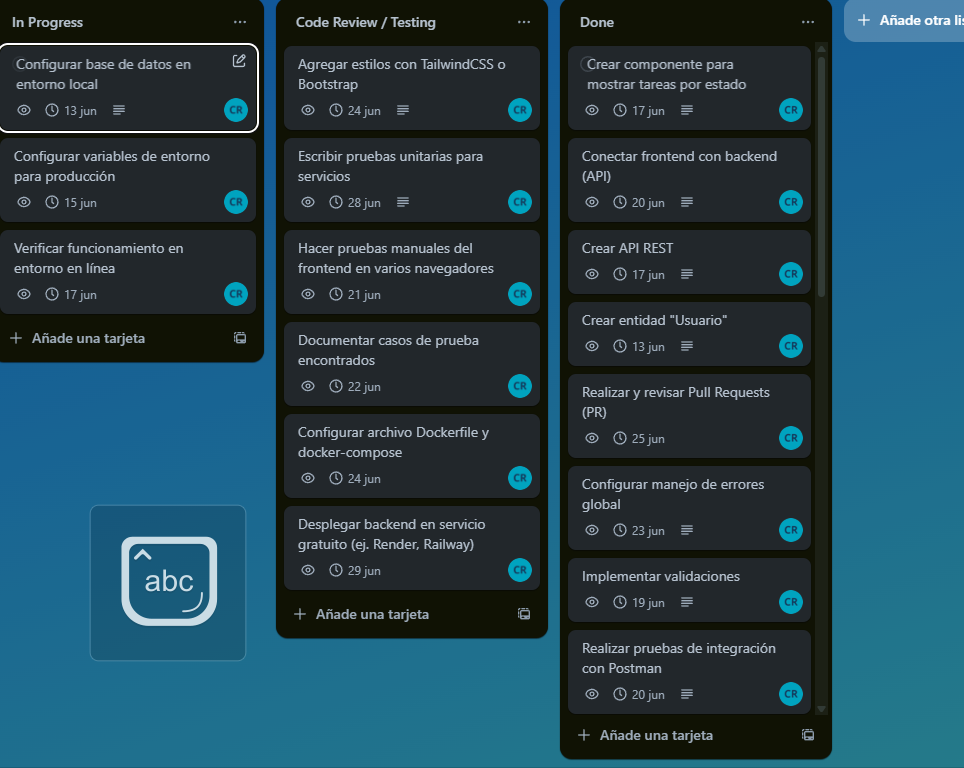 In Progress
Configurar base de datos en
entorno local
13 jun
CR
Configurar variables de entorno
para producción
15 jun
CR
Verificar funcionamiento en
entorno en línea
17 jun
CR
Añade una tarjeta
abc
Code Review / Testing
Agregar estilos con TailwindCSS o
Bootstrap
24 jun
CR
Escribir pruebas unitarias para
servicios
28 jun
CR
Hacer pruebas manuales del
frontend en varios navegadores
21 jun
CR
Documentar casos de prueba
encontrados
22 jun
CR
Configurar archivo Dockerfile y
docker-compose
24 jun
CR
Desplegar backend en servicio
gratuito (ej. Render, Railway)
29 jun
CR
Añade una tarjeta
Done
Crear componente para
mostrar tareas por estado
17 jun
CR
Conectar frontend con backend
(API)
20 jun
CR
Crear API REST
17 jun
CR
Crear entidad "Usuario"
13 jun
CR
Realizar y revisar Pull Requests
(PR)
25 jun
CR
Configurar manejo de errores
global
23 jun
CR
Implementar validaciones
19 jun
CR
Realizar pruebas de integración
con Postman
20 jun
CR
Añade una tarjeta
Añade otra lis